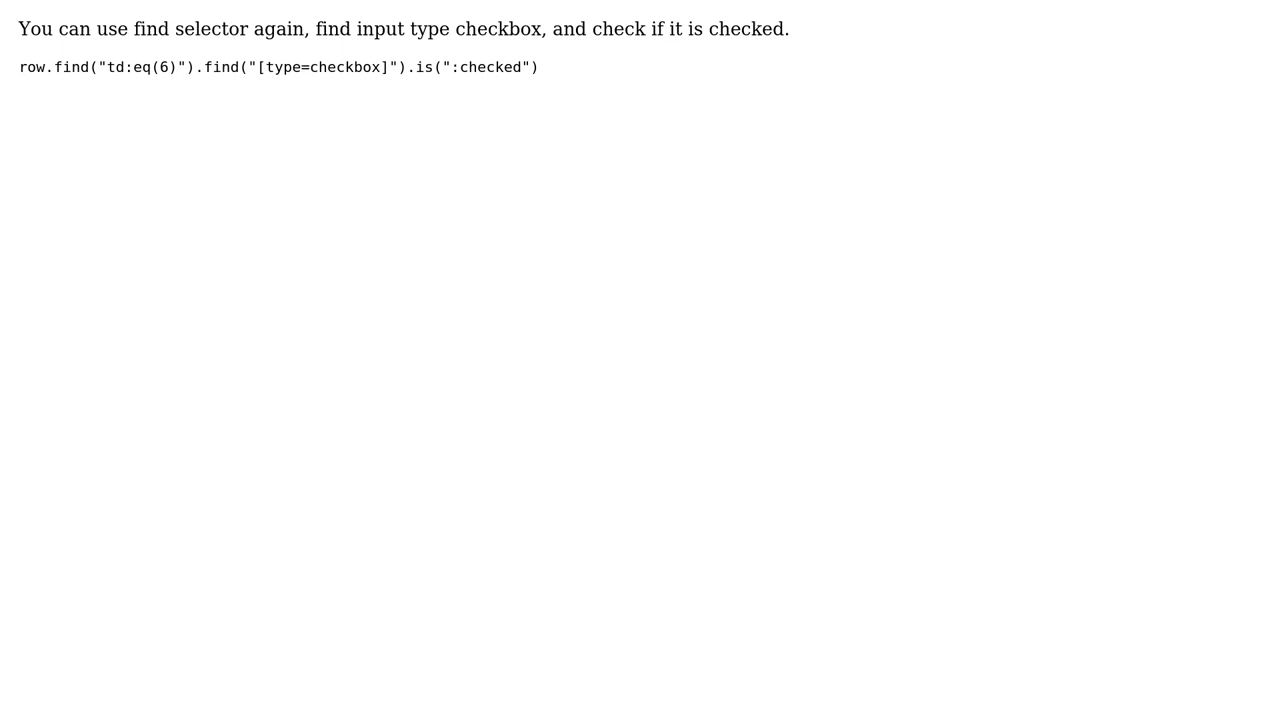 You can use find selector again, find input type checkbox, and check if it is checked.
row.find("td:eq(6)").find("[type=checkbox]").is(":checked")